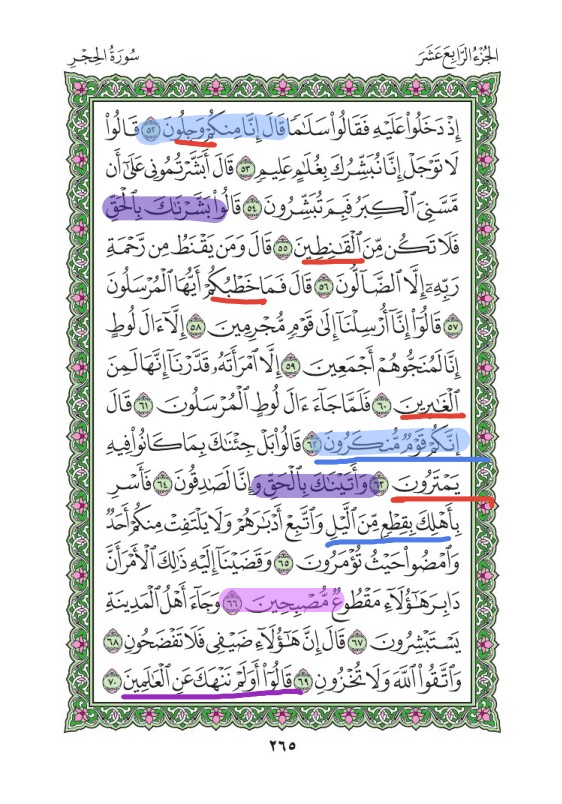 سُورَةُ الحِجْرِ
الجُزْءُ الرَّابِعَ عَشَرَ
إِذْ دَخَلُوا۟ عَلَيْهِ فَقَالُوا۟ سَلَٰمًا قَالَ إِنَّا مِنكُمْ وَجِلُونَ ٥٢ قَالُوا۟
لَا تَوْجَلْ إِنَّا نُبَشِّرُكَ بِغُلَٰمٍ عَلِيمٍ ٥٣ قَالَ أَبَشَّرْتُمُونِى عَلَىٰٓ أَن
مَّسَّنِىَ ٱلْكِبَرُ فَبِمَ تُبَشِّرُونَ ٥٤ قَالُوا۟ بَشَّرْنَٰكَ بِٱلْحَقِّ
فَلَا تَكُن مِّنَ ٱلْقَٰنِطِينَ ٥٥ قَالَ وَمَن يَقْنَطُ مِن رَّحْمَةِ
رَبِّهِۦٓ إِلَّا ٱلضَّآلُّونَ ٥٦ قَالَ فَمَا خَطْبُكُمْ أَيُّهَا ٱلْمُرْسَلُونَ
٥٧ قَالُوٓا۟ إِنَّآ أُرْسِلْنَآ إِلَىٰ قَوْمٍ مُّجْرِمِينَ ٥٨ إِلَّآ ءَالَ لُوطٍ
إِنَّا لَمُنَجُّوهُمْ أَجْمَعِينَ ٥٩ إِلَّا ٱمْرَأَتَهُۥ قَدَّرْنَآ إِنَّهَا لَمِنَ
ٱلْغَٰبِرِينَ ٦٠ فَلَمَّا جَآءَ ءَالَ لُوطٍ ٱلْمُرْسَلُونَ ٦١ قَالَ
إِنَّكُمْ قَوْمٌ مُّنكَرُونَ ٦٢ قَالُوا۟ بَلْ جِئْنَٰكَ بِمَا كَانُوا۟ فِيهِ
يَمْتَرُونَ ٦٣ وَأَتَيْنَٰكَ بِٱلْحَقِّ وَإِنَّا لَصَٰدِقُونَ ٦٤ فَأَسْرِ
بِأَهْلِكَ بِقِطْعٍ مِّنَ ٱلَّيْلِ وَٱتَّبِعْ أَدْبَٰرَهُمْ وَلَا يَلْتَفِتْ مِنكُمْ أَحَدٌ
وَٱمْضُوا۟ حَيْثُ تُؤْمَرُونَ ٦٥ وَقَضَيْنَآ إِلَيْهِ ذَٰلِكَ ٱلْأَمْرَ أَنَّ
دَابِرَ هَٰٓؤُلَآءِ مَقْطُوعٌ مُّصْبِحِينَ ٦٦ وَجَآءَ أَهْلُ ٱلْمَدِينَةِ
يَسْتَبْشِرُونَ ٦٧ قَالَ إِنَّ هَٰٓؤُلَآءِ ضَيْفِى فَلَا تَفْضَحُونِ ٦٨
وَٱتَّقُوا۟ ٱللَّهَ وَلَا تُخْزُونِ ٦٩ قَالُوٓا۟ أَوَلَمْ نَنْهَكَ عَنِ ٱلْعَٰلَمِينَ ٧٠
٢٦٥